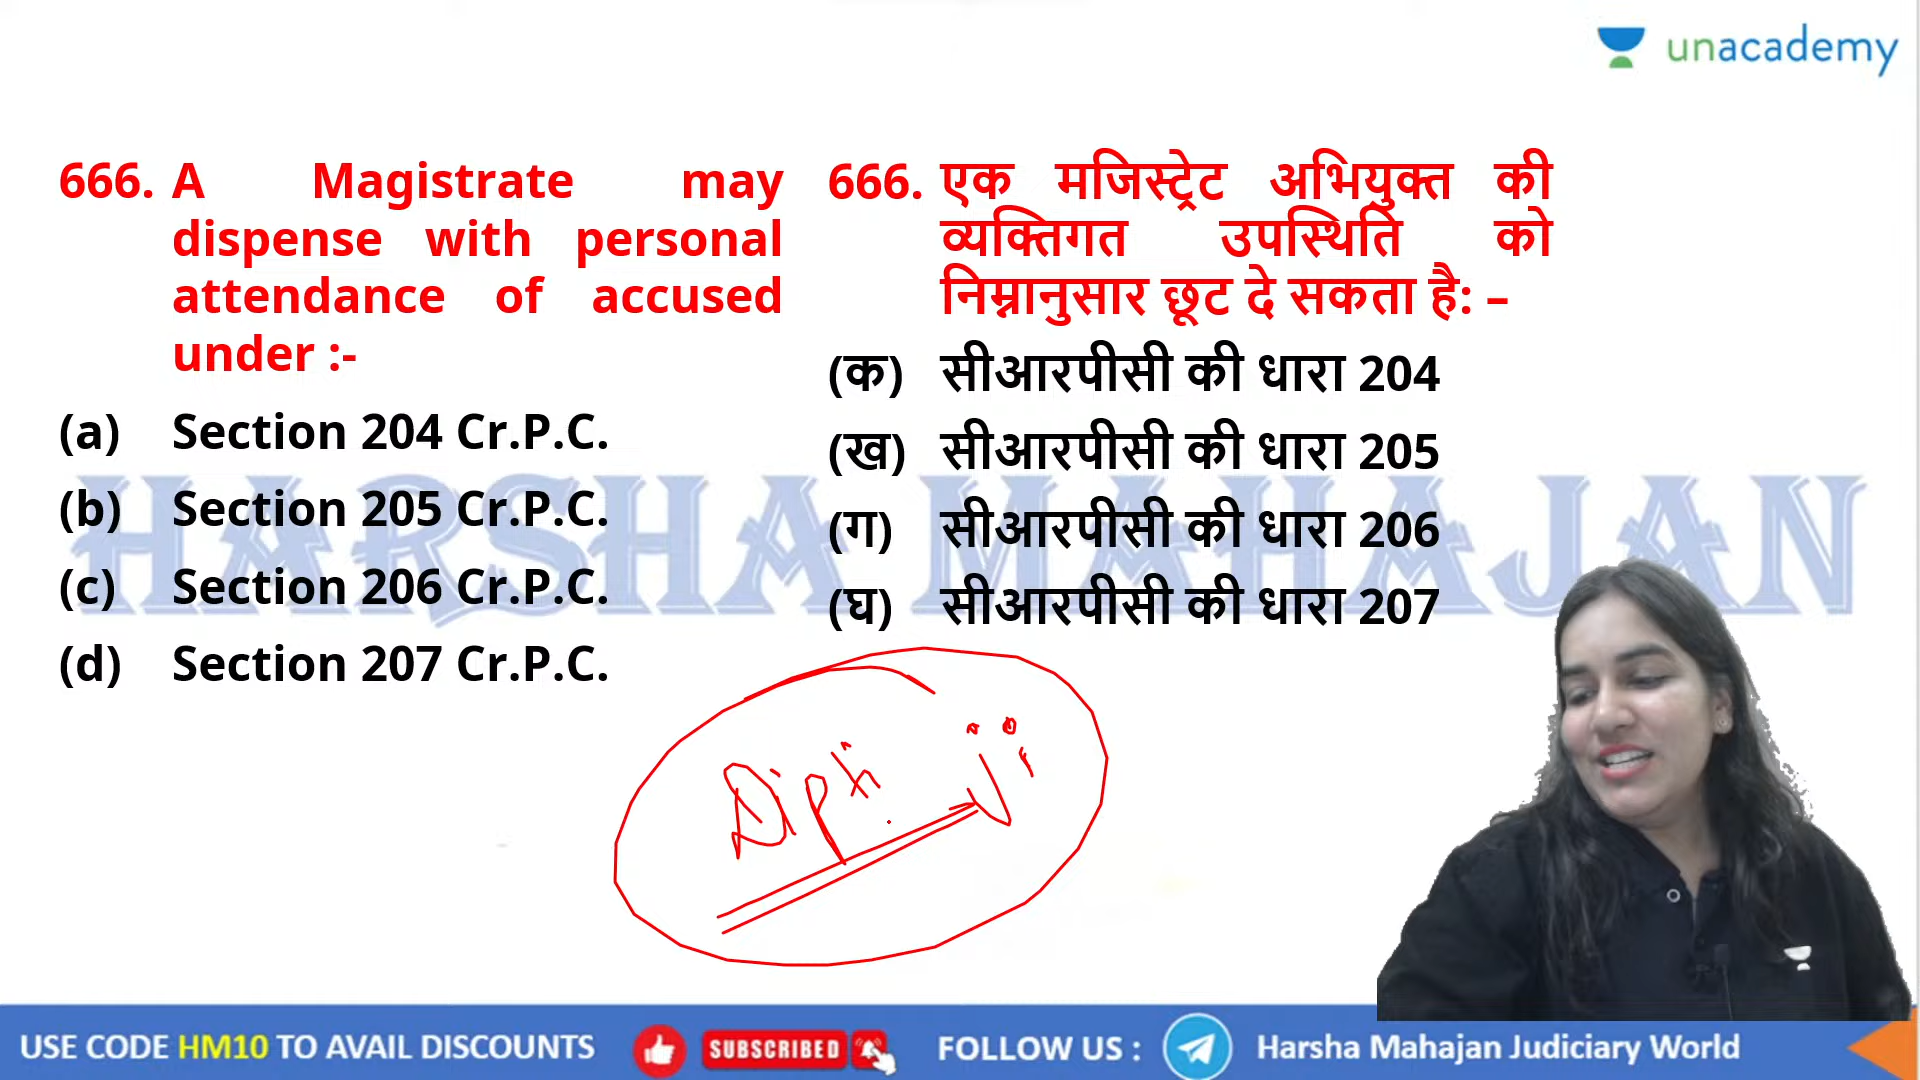 unacademy
666. A Magistrate may
dispense with personal
attendance of accused
under :-
(a) Section 204 Cr.P.C.
(b) Section 205 Cr.P.C.
(c) Section 206 Cr.P.C.
(d) Section 207 Cr.P.C.
666. एक मजिस्ट्रेट अभियुक्त की
व्यक्तिगत उपस्थिति को
निम्नानुसार छूट दे सकता है: –
(क) सीआरपीसी की धारा 204
(ख) सीआरपीसी की धारा 205
(ग) सीआरपीसी की धारा 206
(घ) सीआरपीसी की धारा 207
HARSHA MAHAJAN
USE CODE HM10 TO AVAIL DISCOUNTS
SUBSCRIBED
FOLLOW US :
Harsha Mahajan Judiciary World